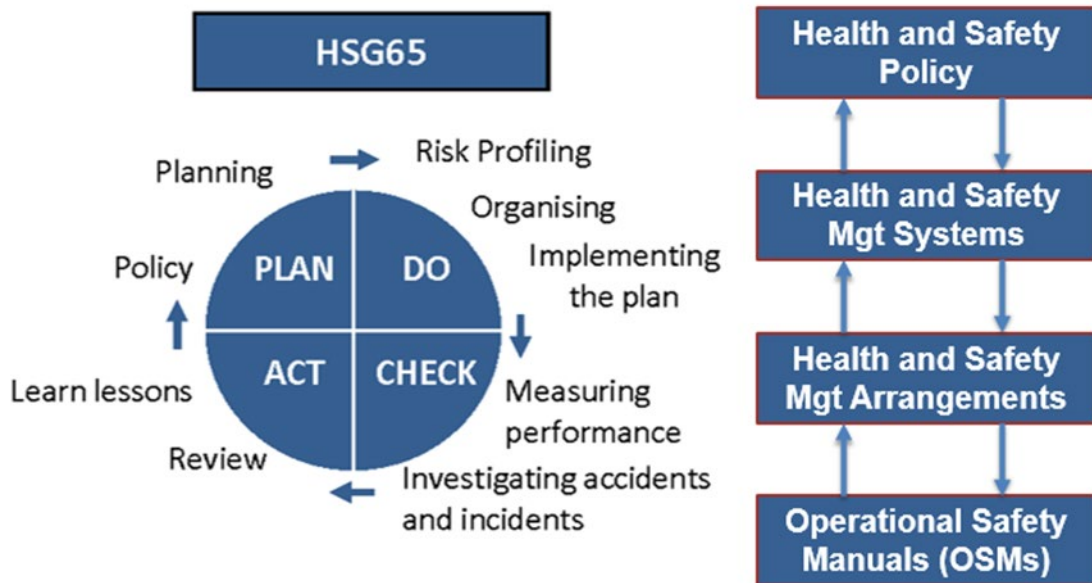 HSG65
Planning
Risk Profiling
Organising
Implementing
the plan
Policy
PLAN
DO
ACT
CHECK
Learn lessons
Measuring
performance
Review
Investigating accidents
and incidents
Health and Safety
Policy
Health and Safety
Mgt Systems
Health and Safety
Mgt Arrangements
Operational Safety
Manuals (OSMs)